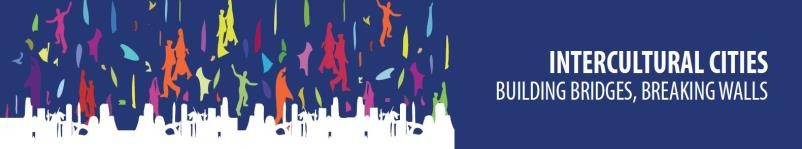 INTERCULTURAL CITIES
BUILDING BRIDGES, BREAKING WALLS